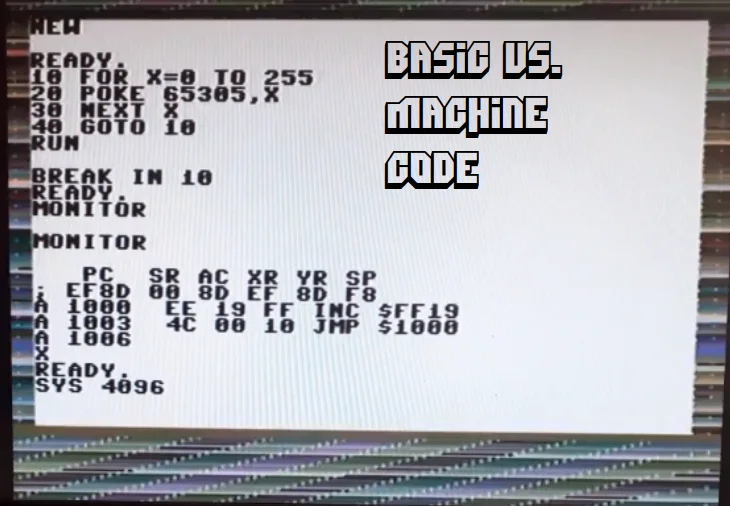 NEW
READY.
10 FOR X=0 TO 255
20 POKE 65305,X
30 NEXT X
40 GOTO 10
RUN
BREAK IN 10
READY.
MONITOR
MONITOR
PC SR AC XR YR SP
; EF8D 00 8D EF 8D F8
A 1000 EE 19 FF INC $FF19
A 1003 4C 00 10 JMP $1000
A 1006
X
READY.
SYS 4096
BASIC VS.
MACHINE
CODE